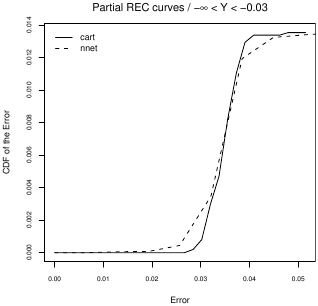 Partial REC curves / −∞ < Y < −0.03
cart
nnet
CDF of the Error
0.014
0.012
0.010
0.008
0.006
0.004
0.002
0.000
0.00 0.01 0.02 0.03 0.04 0.05
Error